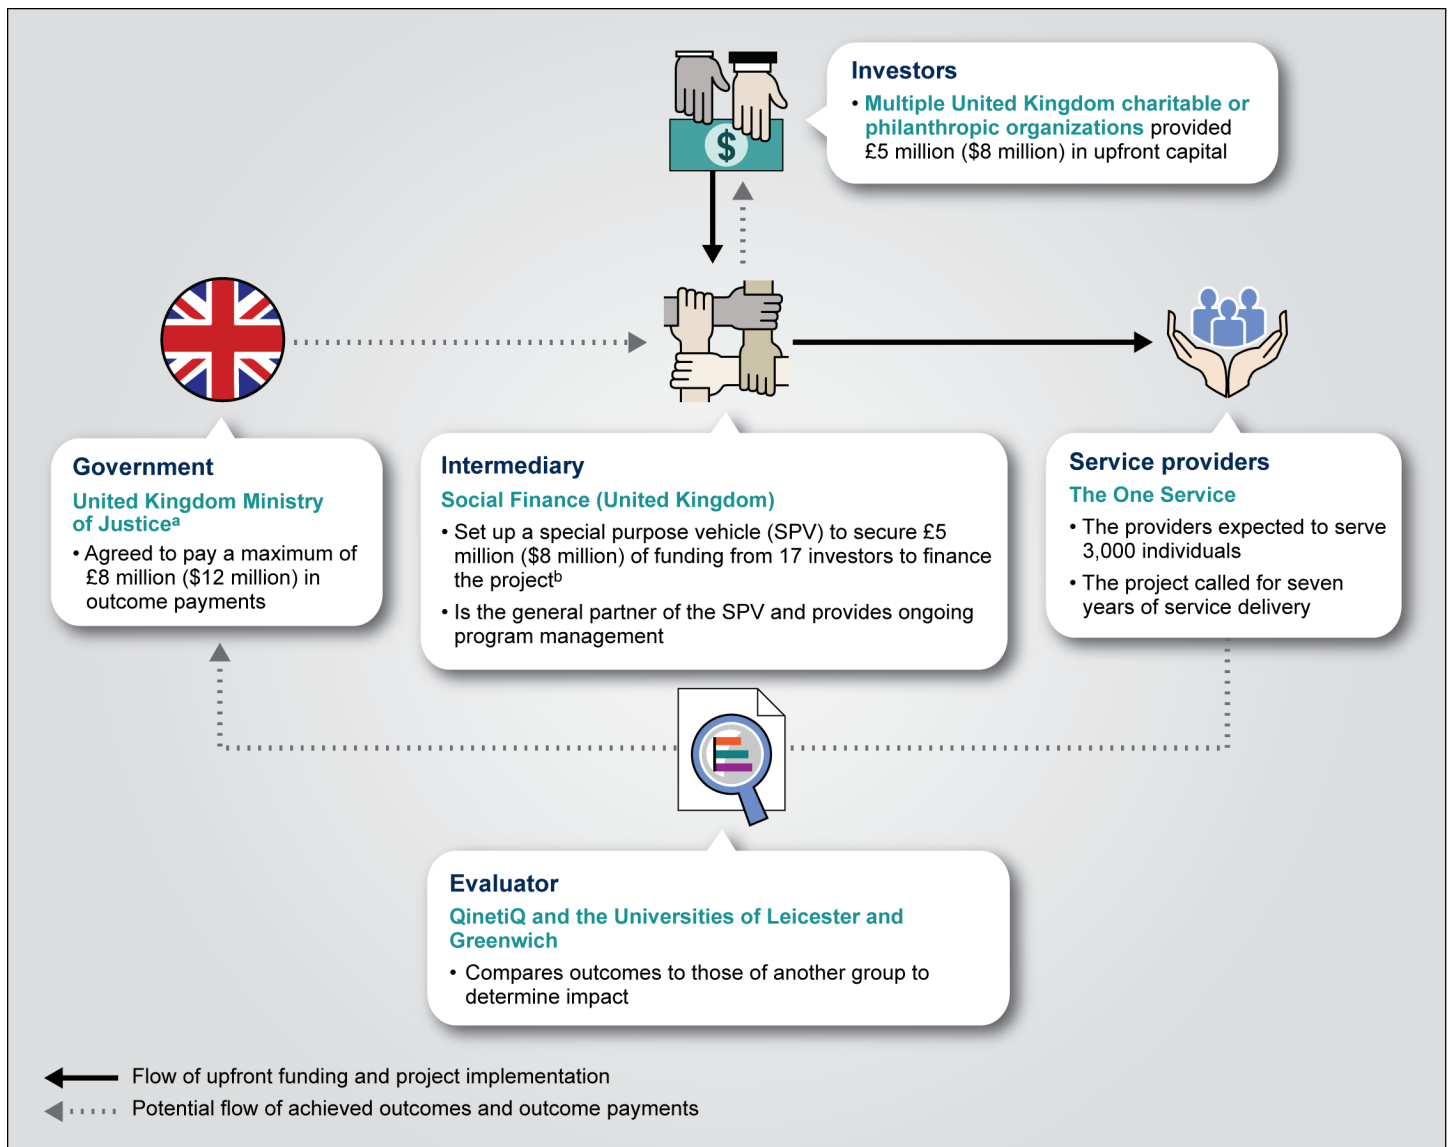 Investors
• Multiple United Kingdom charitable or
philanthropic organizations provided
£5 million ($8 million) in upfront capital
$
Government
United Kingdom Ministry
of Justiceᵃ
• Agreed to pay a maximum of
£8 million ($12 million) in
outcome payments
Intermediary
Social Finance (United Kingdom)
• Set up a special purpose vehicle (SPV) to secure £5
million ($8 million) of funding from 17 investors to finance
the projectᵇ
• Is the general partner of the SPV and provides ongoing
program management
Service providers
The One Service
• The providers expected to serve
3,000 individuals
• The project called for seven
years of service delivery
Evaluator
QinetiQ and the Universities of Leicester and
Greenwich
• Compares outcomes to those of another group to
determine impact
Flow of upfront funding and project implementation
Potential flow of achieved outcomes and outcome payments